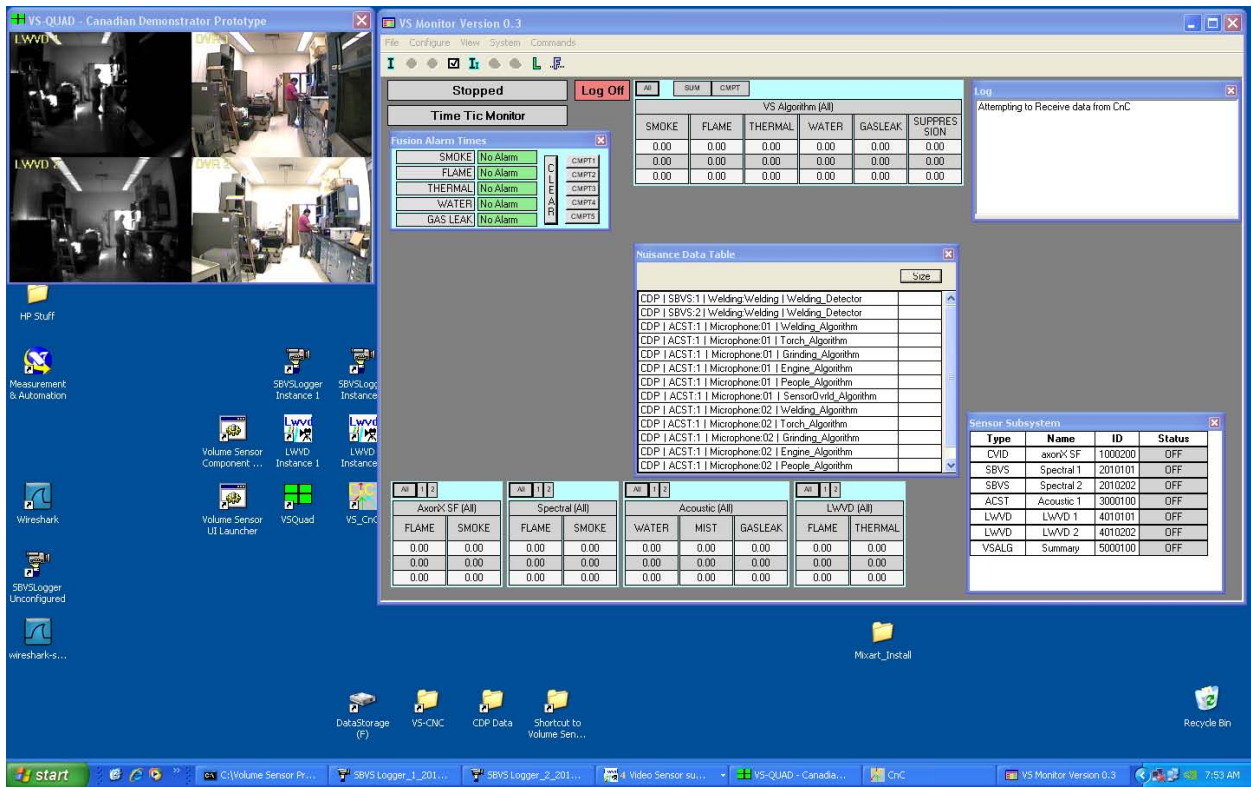 VS-QUAD - Canadian Demonstrator Prototype
LWVD 1
DVR 1
LWVD 2
DVR 2
VS Monitor Version 0.3
File Configure View System Commands
Stopped
Log Off
Time Tic Monitor
Fusion Alarm Times
SMOKE No Alarm
FLAME No Alarm
THERMAL No Alarm
WATER No Alarm
GAS LEAK No Alarm
CLEAR
CMPT1
CMPT2
CMPT3
CMPT4
CMPT5
All SUM CMPT
VS Algorithm (All)
SMOKE FLAME THERMAL WATER GASLEAK SUPPRES
SION
0.00 0.00 0.00 0.00 0.00 0.00
0.00 0.00 0.00 0.00 0.00 0.00
0.00 0.00 0.00 0.00 0.00 0.00
Log
Attempting to Receive data from CnC
Nuisance Data Table
Size
CDP | SBVS:1 | Welding:Welding | Welding_Detector
CDP | SBVS:2 | Welding:Welding | Welding_Detector
CDP | ACST:1 | Microphone:01 | Welding_Algorithm
CDP | ACST:1 | Microphone:01 | Torch_Algorithm
CDP | ACST:1 | Microphone:01 | Grinding_Algorithm
CDP | ACST:1 | Microphone:01 | Engine_Algorithm
CDP | ACST:1 | Microphone:01 | People_Algorithm
CDP | ACST:1 | Microphone:01 | SensorOvrld_Algorithm
CDP | ACST:1 | Microphone:02 | Welding_Algorithm
CDP | ACST:1 | Microphone:02 | Torch_Algorithm
CDP | ACST:1 | Microphone:02 | Grinding_Algorithm
CDP | ACST:1 | Microphone:02 | Engine_Algorithm
CDP | ACST:1 | Microphone:02 | People_Algorithm
All 1 2
AxonX SF (All)
FLAME SMOKE
0.00 0.00
0.00 0.00
0.00 0.00
All 1 2
Spectral (All)
FLAME SMOKE
0.00 0.00
0.00 0.00
0.00 0.00
All 1 2
Acoustic (All)
WATER MIST GASLEAK
0.00 0.00 0.00
0.00 0.00 0.00
0.00 0.00 0.00
All 1 2
LWVD (All)
FLAME THERMAL
0.00 0.00
0.00 0.00
0.00 0.00
Sensor Subsystem
Type Name ID Status
CVID axonX SF 1000200 OFF
SBVS Spectral 1 2010101 OFF
SBVS Spectral 2 2010202 OFF
ACST Acoustic 1 3000100 OFF
LWVD LWVD 1 4010101 OFF
LWVD LWVD 2 4010202 OFF
VSALG Summary 5000100 OFF
HP Stuff
Measurement
& Automation
SBVSLogger
Instance 1
SBVSLogg
Instance
Volume Sensor
Component ...
LWVD
Instance 1
LWVD
Instance
Wireshark
Volume Sensor
UI Launcher
VSQuad
VS_CnC
SBVSLogger
Unconfigured
wireshark-s...
Mixart_Install
DataStorage
(F)
VS-CNC
CDP Data
Shortcut to
Volume Sen...
Recycle Bin
start
C:\Volume Sensor Pr...
SBVS Logger_1_201...
SBVS Logger_2_201...
4 Video Sensor su...
VS-QUAD - Canadia...
CnC
VS Monitor Version 0.3
7:53 AM